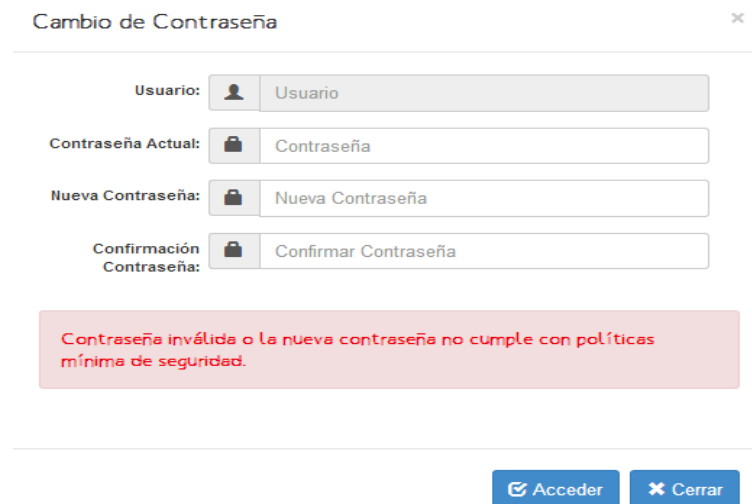 Cambio de Contraseña ×
Usuario: Usuario
Contraseña Actual: Contraseña
Nueva Contraseña: Nueva Contraseña
Confirmación
Contraseña: Confirmar Contraseña
Contraseña inválida o la nueva contraseña no cumple con políticas
mínima de seguridad.
Acceder Cerrar